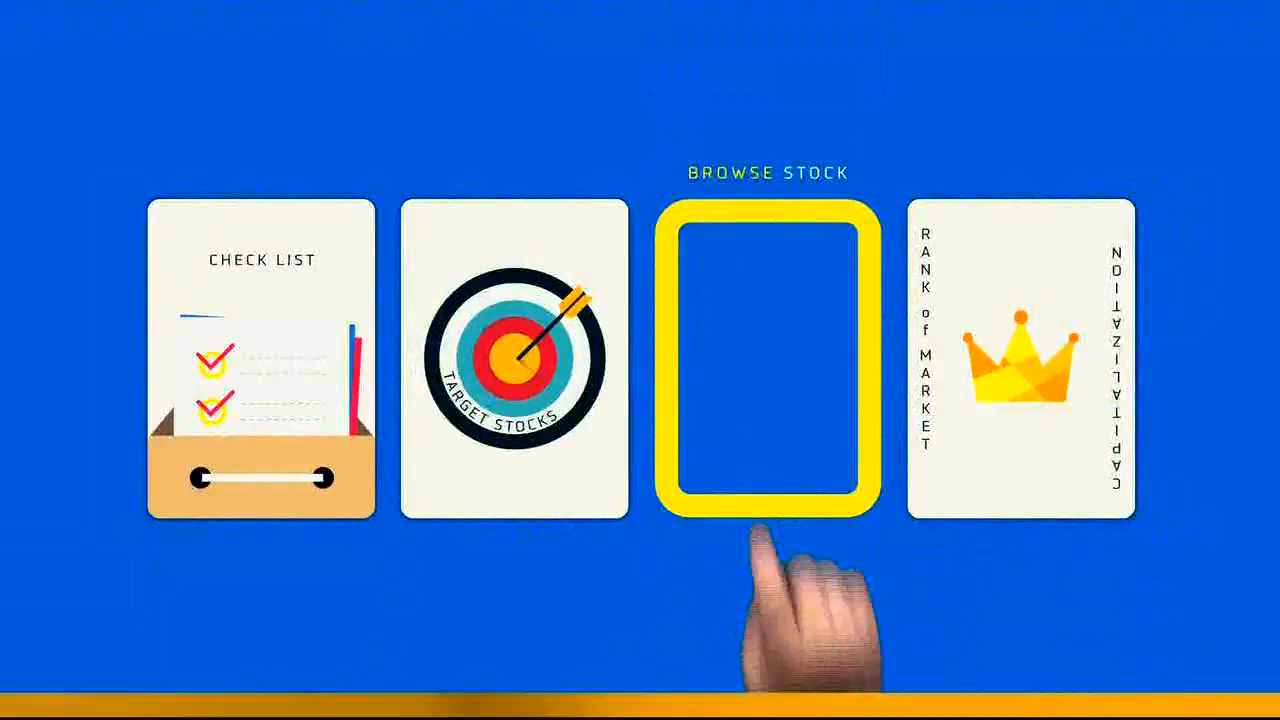 BROWSE STOCK
CHECK LIST
TARGET STOCKS
RANK of MARKET
CAPITALIZATION